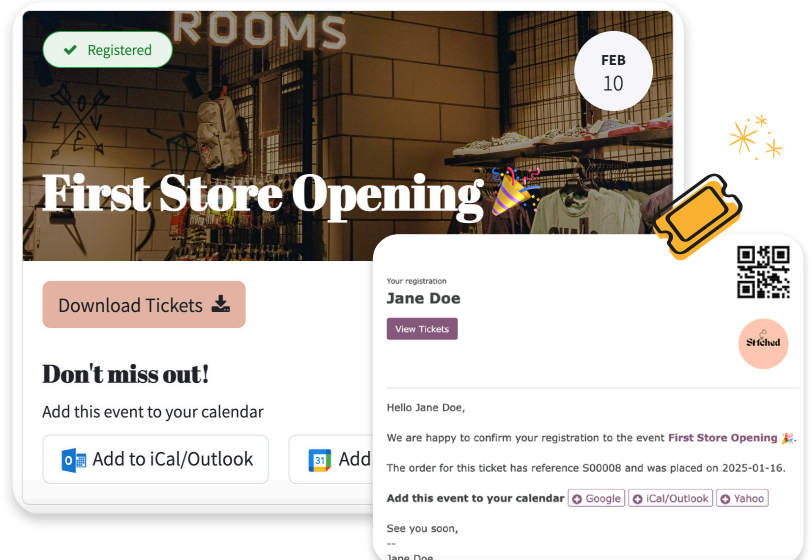 ROOMS
Registered
FEB
10
LOVE
First Store Opening 🎉
Download Tickets
Don't miss out!
Add this event to your calendar
Add to iCal/Outlook
31
Add
Your registration
Jane Doe
View Tickets
Stitched
Hello Jane Doe,
We are happy to confirm your registration to the event First Store Opening 🎉.
The order for this ticket has reference S00008 and was placed on 2025-01-16.
Add this event to your calendar Google iCal/Outlook Yahoo
See you soon,
--
Jane Doe